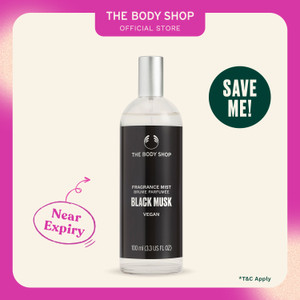 THE BODY SHOP
OFFICIAL STORE
SAVE
ME!
THE BODY SHOP
FRAGRANCE MIST
BRUME PARFUMÉE
BLACK MUSK
VEGAN
100 ml (3.3 US FL OZ)
Near
Expiry
*T&C Apply